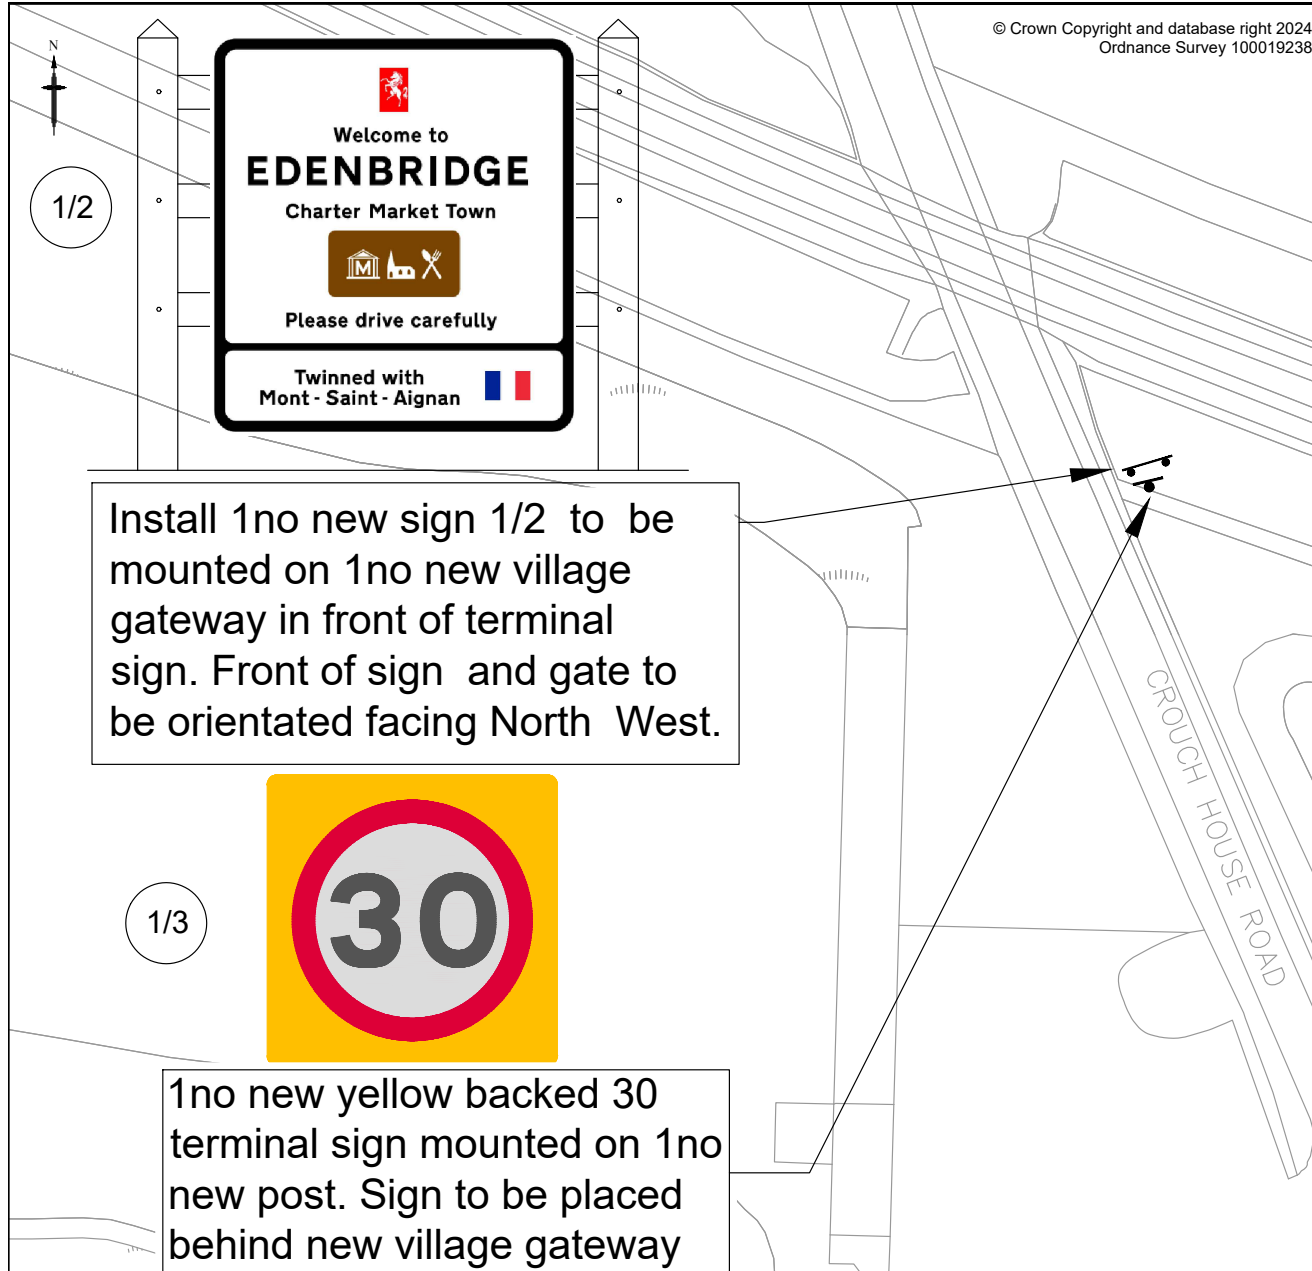 © Crown Copyright and database right 2024
Ordnance Survey 100019238
N
1/2
Welcome to
EDENBRIDGE
Charter Market Town
M
Please drive carefully
Twinned with
Mont - Saint - Aignan
Install 1no new sign 1/2 to be
mounted on 1no new village
gateway in front of terminal
sign. Front of sign and gate to
be orientated facing North West.
CROUCH HOUSE ROAD
1/3
30
1no new yellow backed 30
terminal sign mounted on 1no
new post. Sign to be placed
behind new village gateway